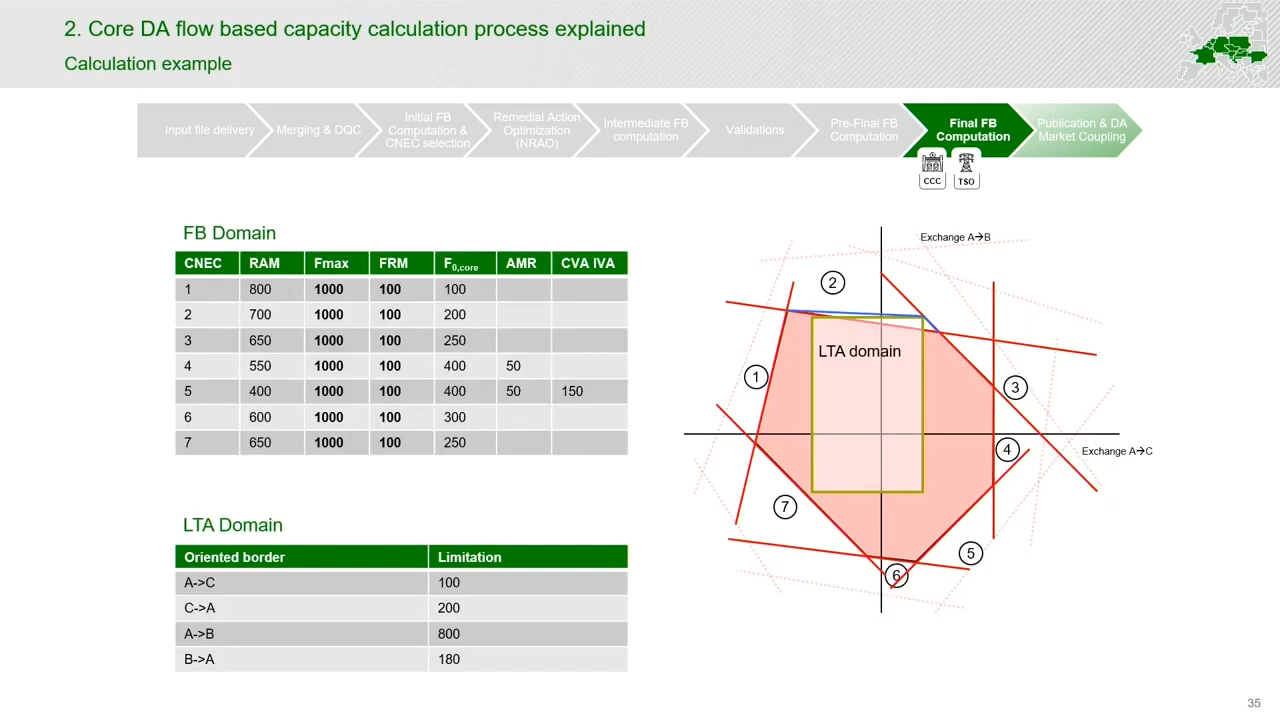 2. Core DA flow based capacity calculation process explained
Calculation example
Input file delivery
Merging & DQC
Initial FB
Computation &
CNEC selection
Remedial Action
Optimization
(NRAO)
Intermediate FB
computation
Validations
Pre-Final FB
Computation
Final FB
Computation
Publication & DA
Market Coupling
CCC
TSO
FB Domain
CNEC RAM Fmax FRM F0,core AMR CVA IVA
1 800 1000 100 100
2 700 1000 100 200
3 650 1000 100 250
4 550 1000 100 400 50
5 400 1000 100 400 50 150
6 600 1000 100 300
7 650 1000 100 250
LTA Domain
Oriented border Limitation
A->C 100
C->A 200
A->B 800
B->A 180
Exchange A→B
2
LTA domain
1
3
4
Exchange A→C
7
5
6
35